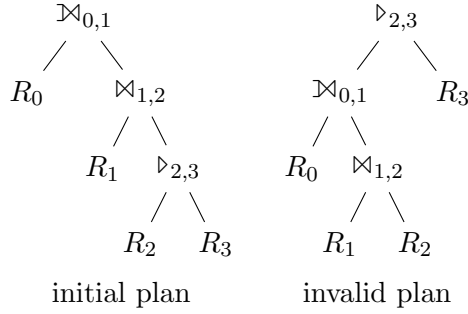 ⟕0,1 ▷2,3
R0 ⋈1,2 ⟕0,1 R3
R1 ▷2,3 R0 ⋈1,2
R2 R3 R1 R2
initial plan invalid plan